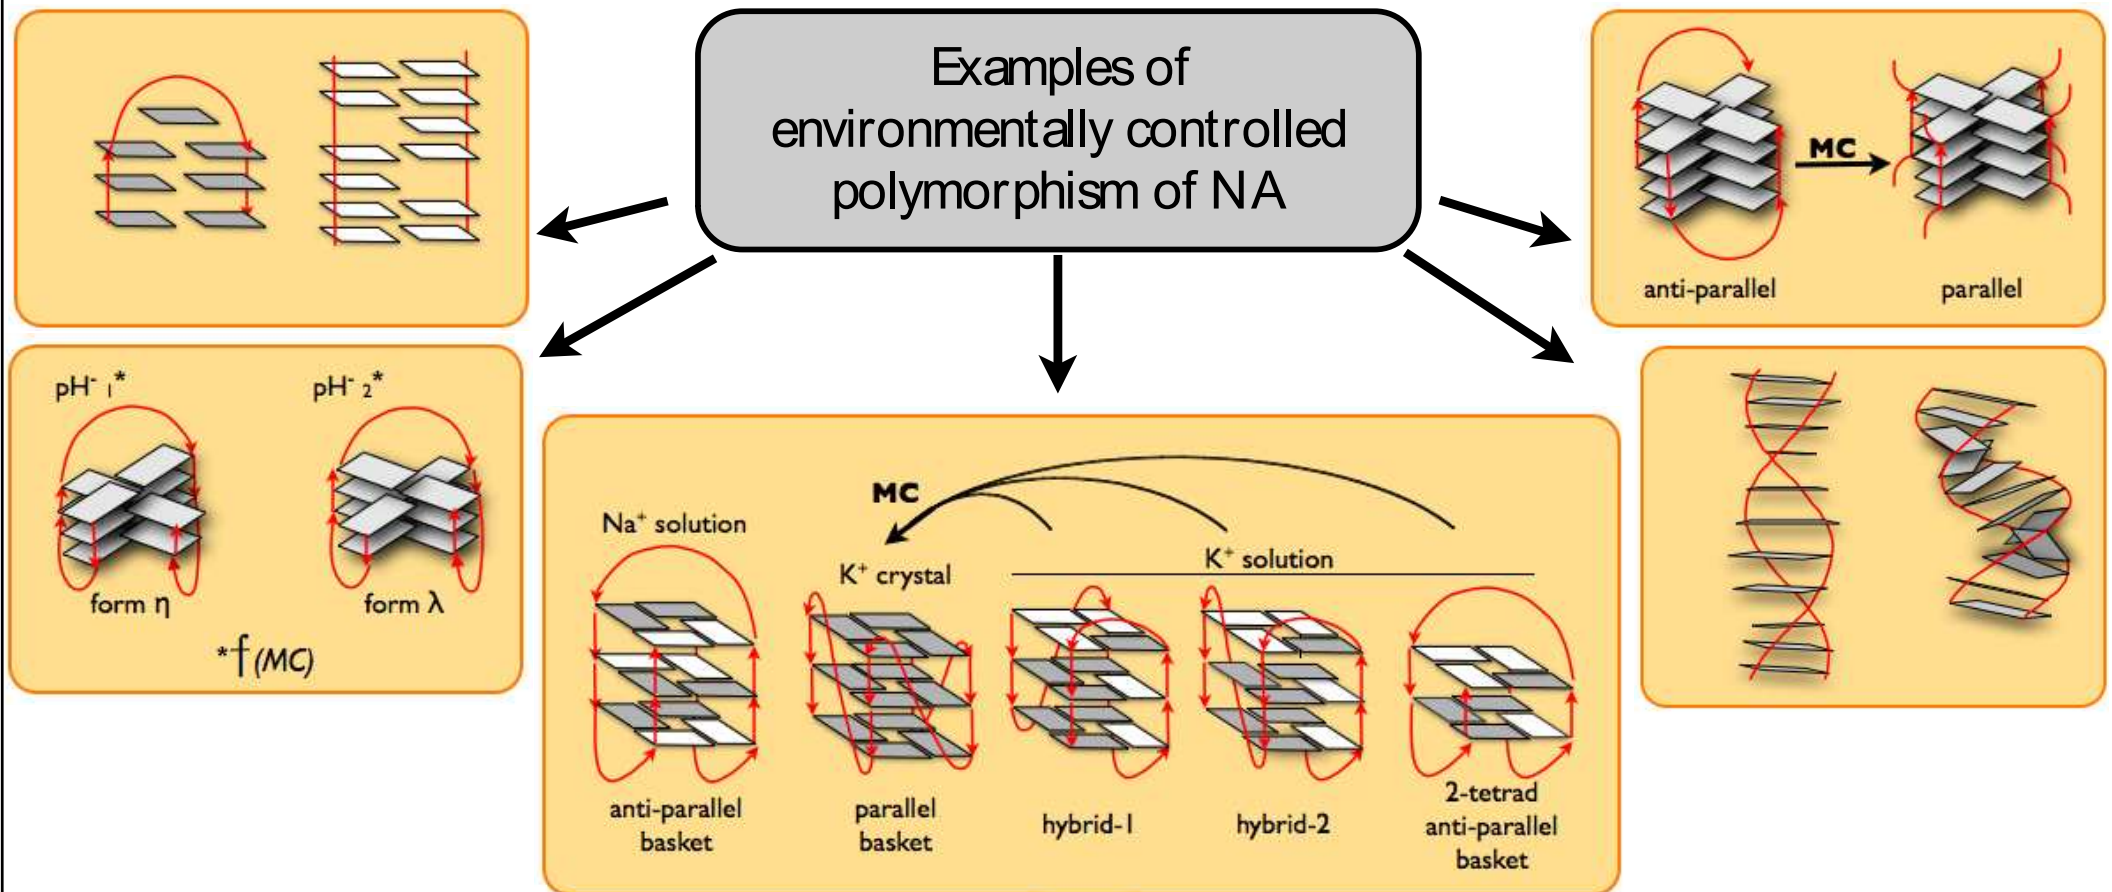 Examples of
environmentally controlled
polymorphism of NA
MC
anti-parallel
parallel
pH⁻ ₁*
pH⁻ ₂*
form η
form λ
*f(MC)
MC
Na⁺ solution
K⁺ crystal
K⁺ solution
anti-parallel
basket
parallel
basket
hybrid-1
hybrid-2
2-tetrad
anti-parallel
basket